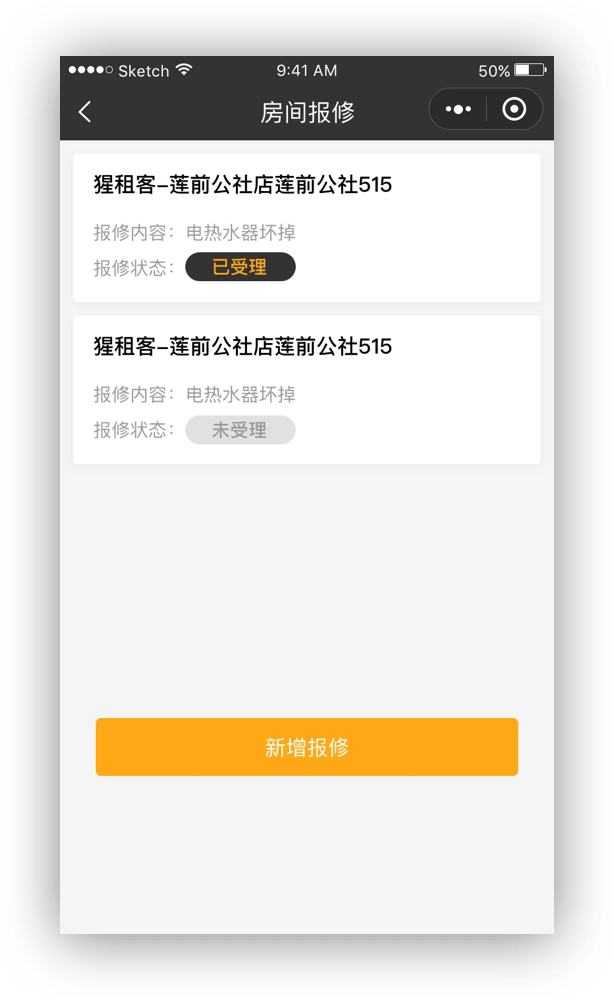 Sketch 9:41 AM 50%
房间报修
猩租客–莲前公社店莲前公社515
报修内容：电热水器坏掉
报修状态：已受理
猩租客–莲前公社店莲前公社515
报修内容：电热水器坏掉
报修状态：未受理
新增报修